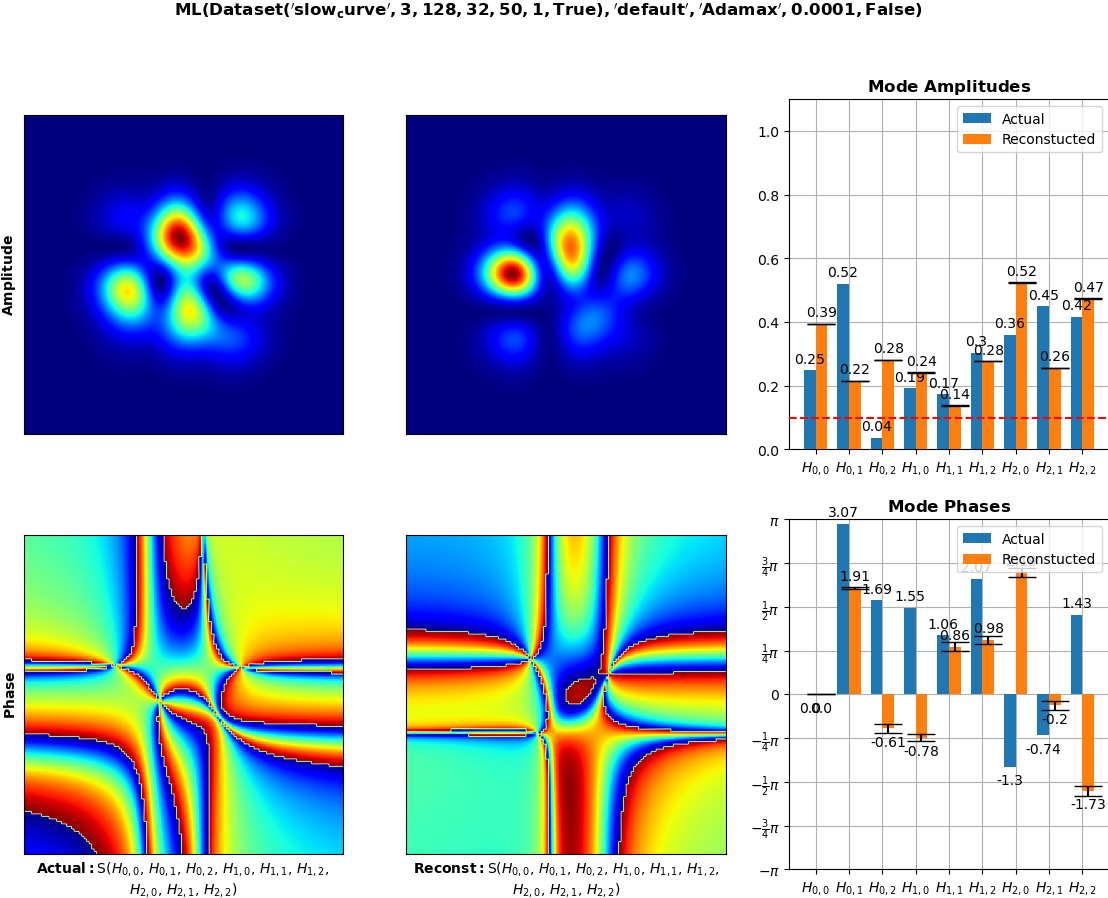 ML(Dataset('slow_curve', 3, 128, 32, 50, 1, True), 'default', 'Adamax', 0.0001, False)
Mode Amplitudes
Actual
Reconstucted
1.0
0.8
0.6
0.4
0.2
0.0
0.25
0.39
0.52
0.22
0.04
0.28
0.19
0.24
0.17
0.14
0.3
0.28
0.36
0.52
0.45
0.26
0.42
0.47
H0,0 H0,1 H0,2 H1,0 H1,1 H1,2 H2,0 H2,1 H2,2
Amplitude
Mode Phases
Actual
Reconstucted
π
3/4π
1/2π
1/4π
0
−1/4π
−1/2π
−3/4π
−π
0.0
0.0
3.07
1.91
1.69
-0.61
1.55
-0.78
1.06
0.86
0.98
-1.3
-0.74
-0.2
1.43
-1.73
H0,0 H0,1 H0,2 H1,0 H1,1 H1,2 H2,0 H2,1 H2,2
Phase
Actual: S(H0,0, H0,1, H0,2, H1,0, H1,1, H1,2,
H2,0, H2,1, H2,2)
Reconst: S(H0,0, H0,1, H0,2, H1,0, H1,1, H1,2,
H2,0, H2,1, H2,2)